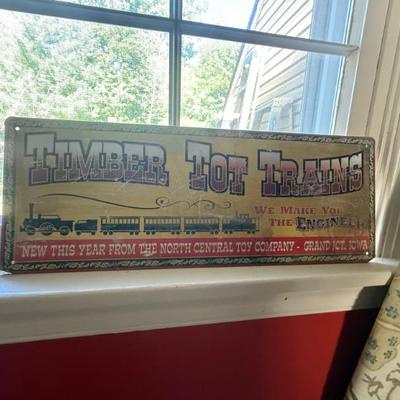 TIMBER TOT TRAINS
WE MAKE YOU
THE ENGINEER
NEW THIS YEAR FROM THE NORTH CENTRAL TOY COMPANY - GRAND JCT. IOWA